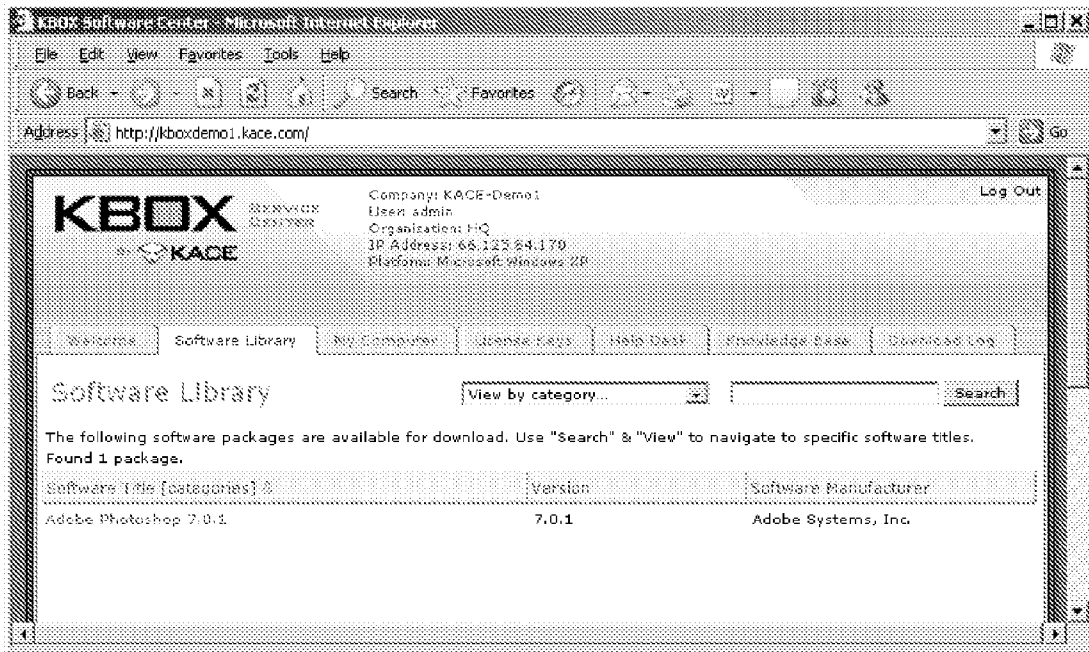 KBOX Software Center - Microsoft Internet Explorer
File Edit View Favorites Tools Help
Back Search Favorites
Address http://kboxdemo1.kace.com/ Go
KBOX SERVICE CENTER
by KACE
Company: KACE-Demo1
User: admin
Organization: HQ
IP Address: 66.125.84.170
Platform: Microsoft Windows XP
Log Out
Welcome Software Library My Computer License Keys Help Desk Knowledge Base Download Log
Software Library View by category... Search
The following software packages are available for download. Use "Search" & "View" to navigate to specific software titles.
Found 1 package.
Software Title [categories] Version Software Manufacturer
Adobe Photoshop 7.0.1 7.0.1 Adobe Systems, Inc.